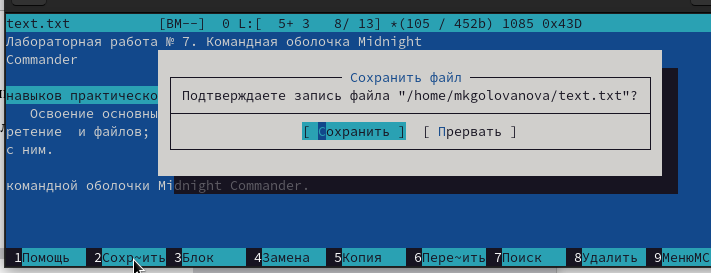 text.txt [BM--] 0 L:[ 5+ 3 8/ 13] *(105 / 452b) 1085 0x43D
Лабораторная работа № 7. Командная оболочка Midnight
Commander
Сохранить файл
навыков практическо
Подтверждаете запись файла "/home/mkgolovanova/text.txt"?
Освоение основны
ретение и файлов;
[ Сохранить ] [ Прервать ]
с ним.
командной оболочки Midnight Commander.
1Помощь 2Сохр~ить 3Блок 4Замена 5Копия 6Пере~ить 7Поиск 8Удалить 9МенюМС